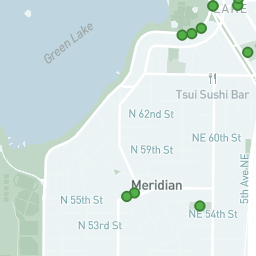 LAKE
Green Lake
Tsui Sushi Bar
N 62nd St
NE 60th St
N 59th St
5th Ave NE
Meridian
N 55th St
NE 54th St
N 53rd St